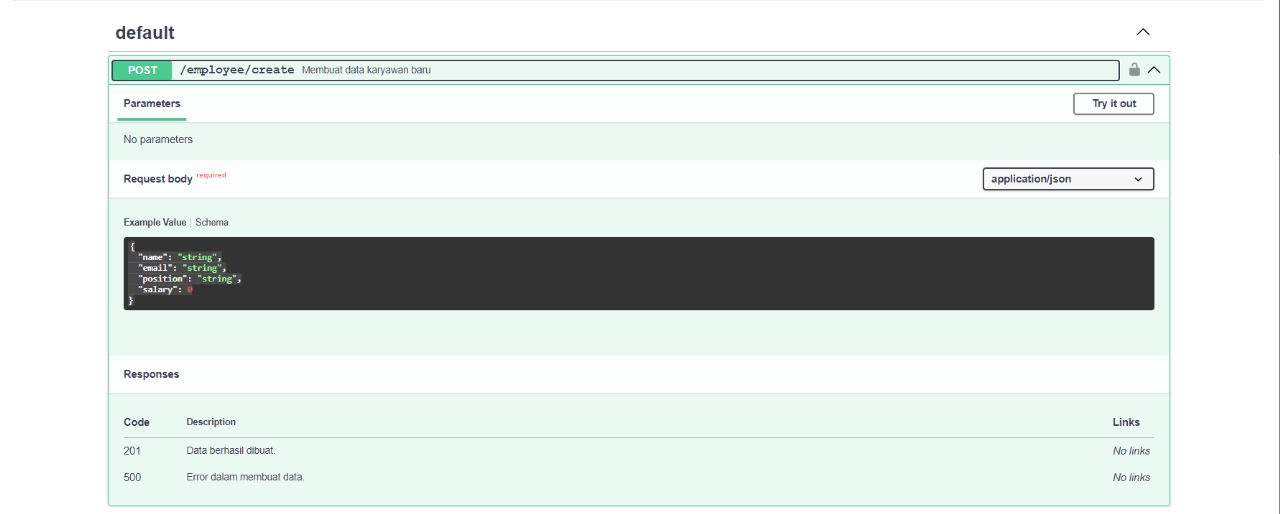 default
POST /employee/create Membuat data karyawan baru
Parameters
Try it out
No parameters
Request body required
application/json
Example Value | Schema
{
"name": "string",
"email": "string",
"position": "string",
"salary": 0
}
Responses
Code Description Links
201 Data berhasil dibuat. No links
500 Error dalam membuat data. No links